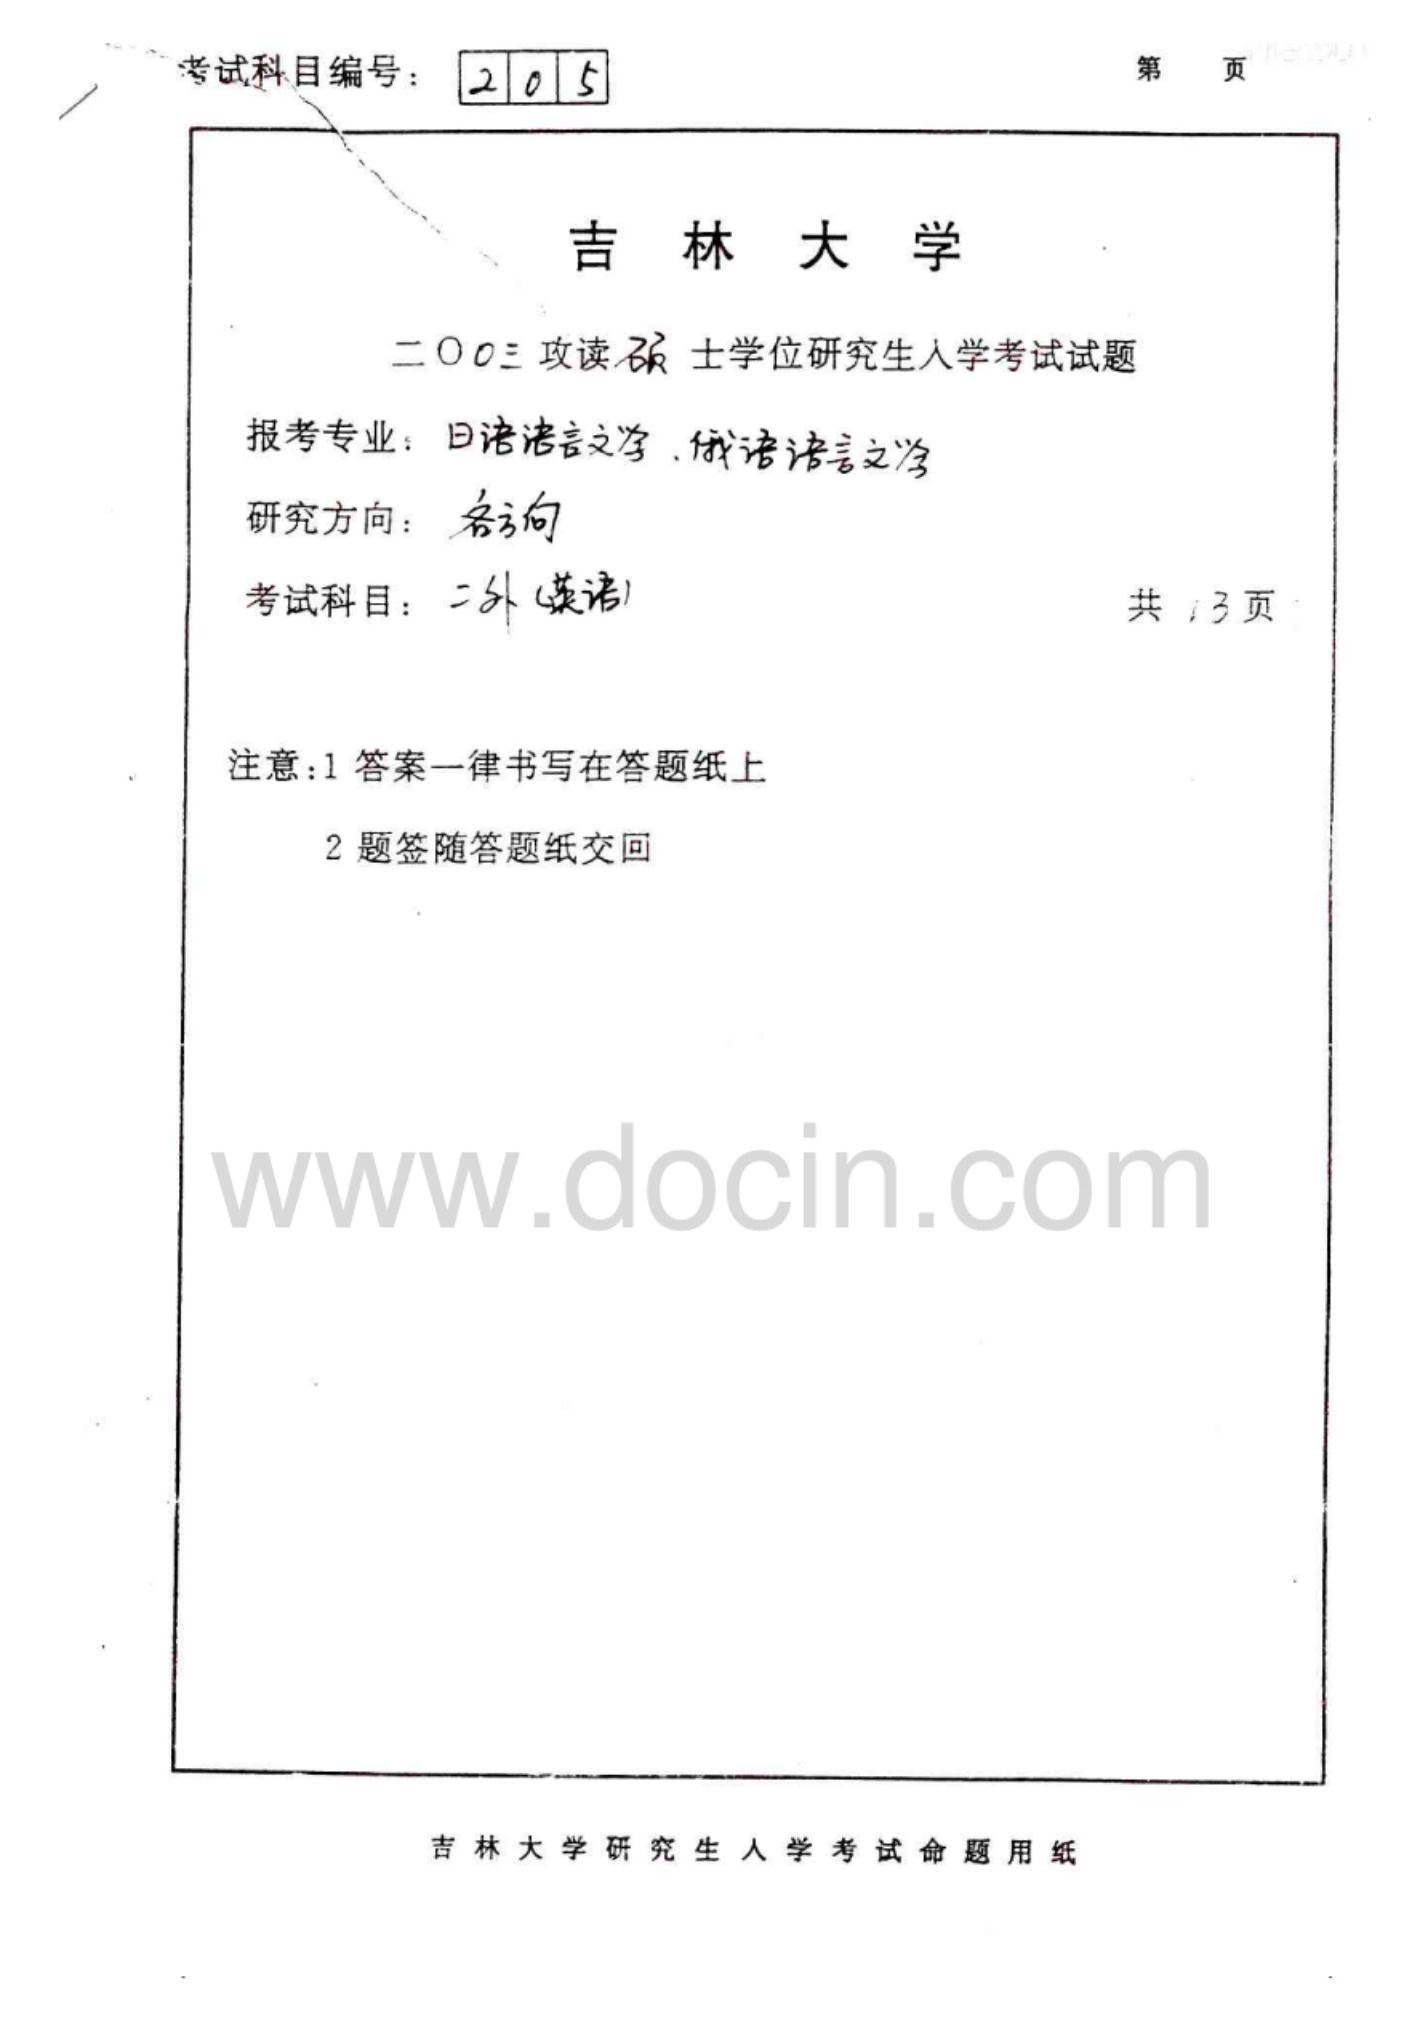 考试科目编号： 205 第 页
吉林大学
二〇〇三攻读硕士学位研究生入学考试试题
报考专业：日语语言文学、俄语语言文学
研究方向：各方向
考试科目：二外（英语） 共13页
注意：1 答案一律书写在答题纸上
2 题签随答题纸交回
www.docin.com
吉林大学研究生入学考试命题用纸